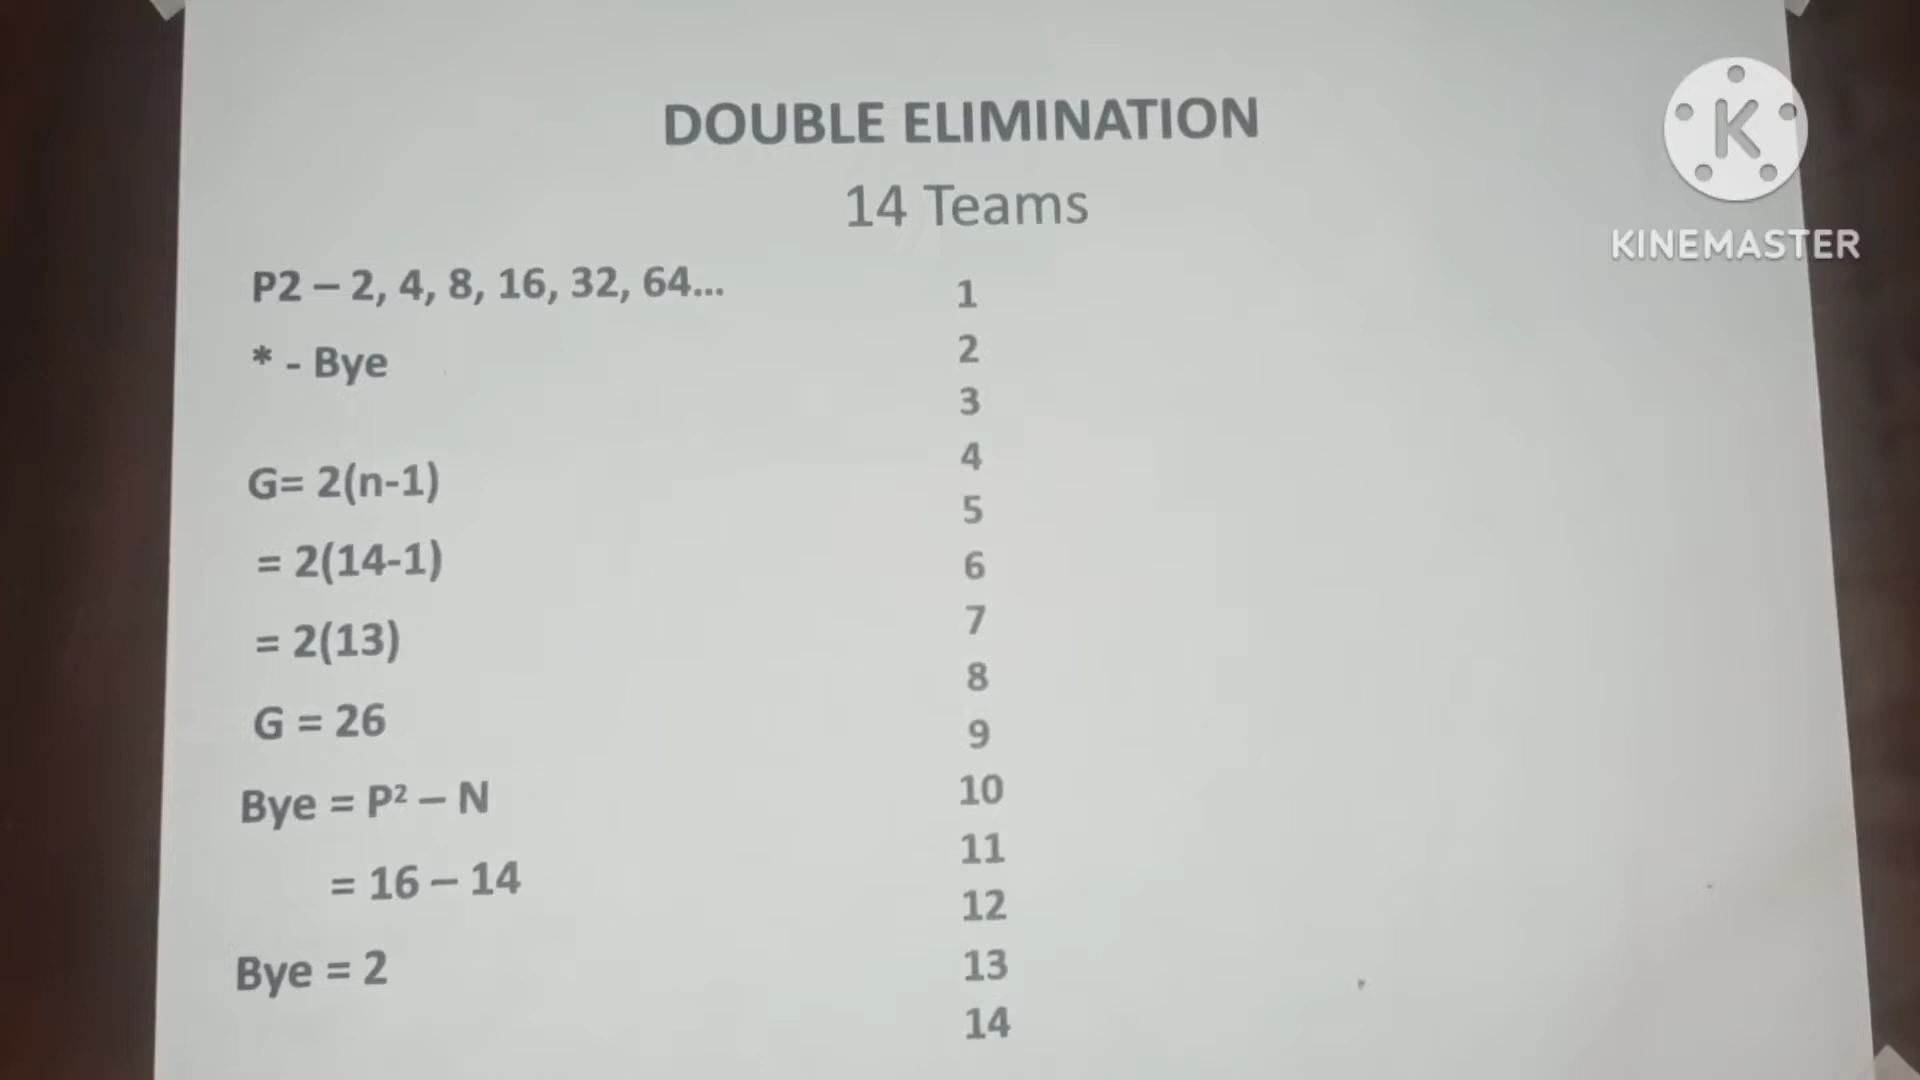 DOUBLE ELIMINATION
14 Teams
P2 – 2, 4, 8, 16, 32, 64...
* - Bye
G= 2(n-1)
= 2(14-1)
= 2(13)
G = 26
Bye = P² – N
= 16 – 14
Bye = 2
1
2
3
4
5
6
7
8
9
10
11
12
13
14
K
KINEMASTER